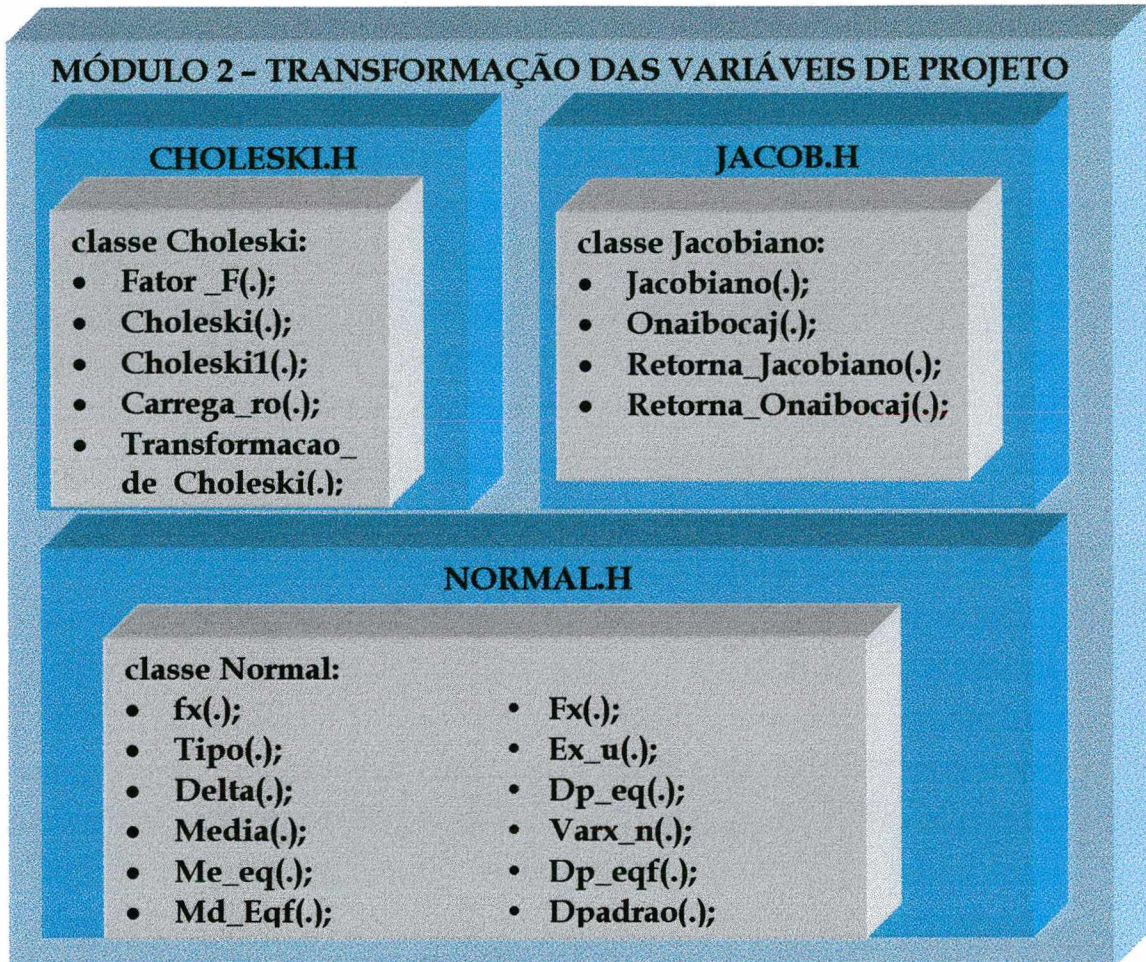 MÓDULO 2 – TRANSFORMAÇÃO DAS VARIÁVEIS DE PROJETO
CHOLESKI.H
classe Choleski:
• Fator _F(.);
• Choleski(.);
• Choleski1(.);
• Carrega_ro(.);
• Transformacao_
de_Choleski(.);
JACOB.H
classe Jacobiano:
• Jacobiano(.);
• Onaibocaj(.);
• Retorna_Jacobiano(.);
• Retorna_Onaibocaj(.);
NORMAL.H
classe Normal:
• fx(.);
• Tipo(.);
• Delta(.);
• Media(.);
• Me_eq(.);
• Md_Eqf(.);
• Fx(.);
• Ex_u(.);
• Dp_eq(.);
• Varx_n(.);
• Dp_eqf(.);
• Dpadrao(.);